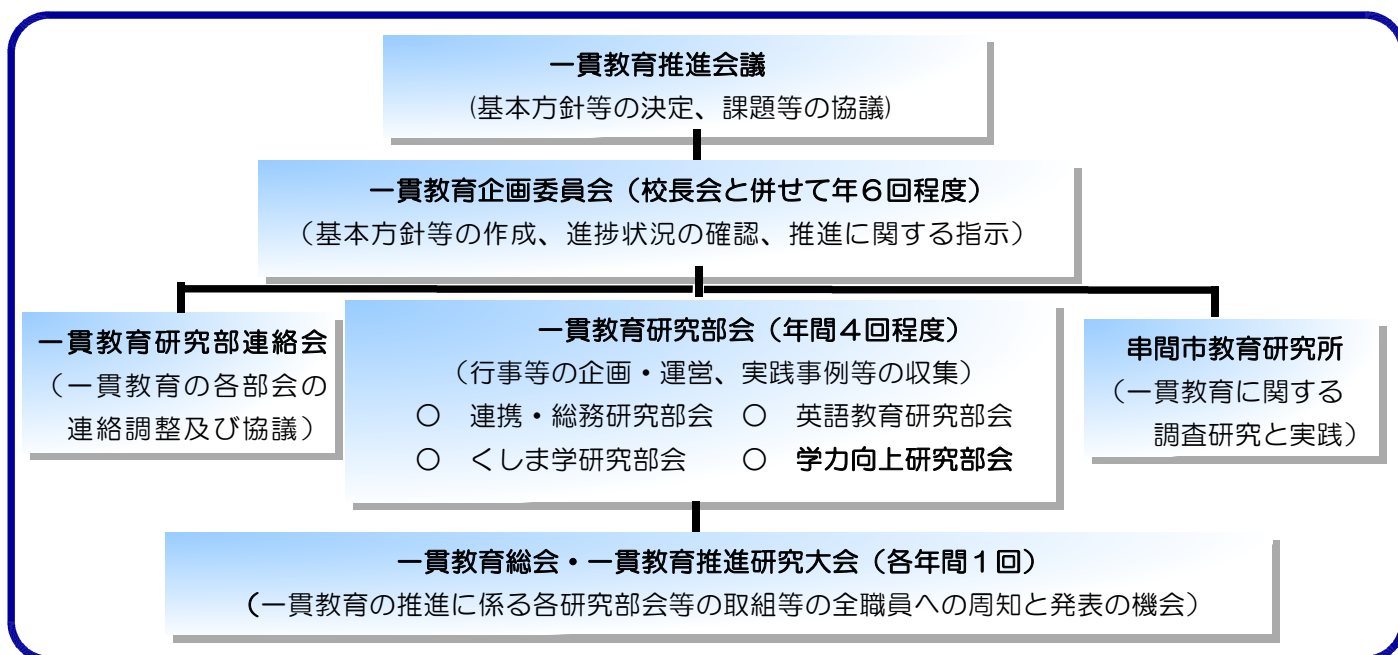 一貫教育推進会議
(基本方針等の決定、課題等の協議)
一貫教育企画委員会（校長会と併せて年６回程度）
（基本方針等の作成、進捗状況の確認、推進に関する指示）
一貫教育研究部連絡会
（一貫教育の各部会の
連絡調整及び協議）
一貫教育研究部会（年間４回程度）
（行事等の企画・運営、実践事例等の収集）
○　連携・総務研究部会　○　英語教育研究部会
○　くしま学研究部会　○　学力向上研究部会
串間市教育研究所
（一貫教育に関する
調査研究と実践）
一貫教育総会・一貫教育推進研究大会（各年間１回）
（一貫教育の推進に係る各研究部会等の取組等の全職員への周知と発表の機会）